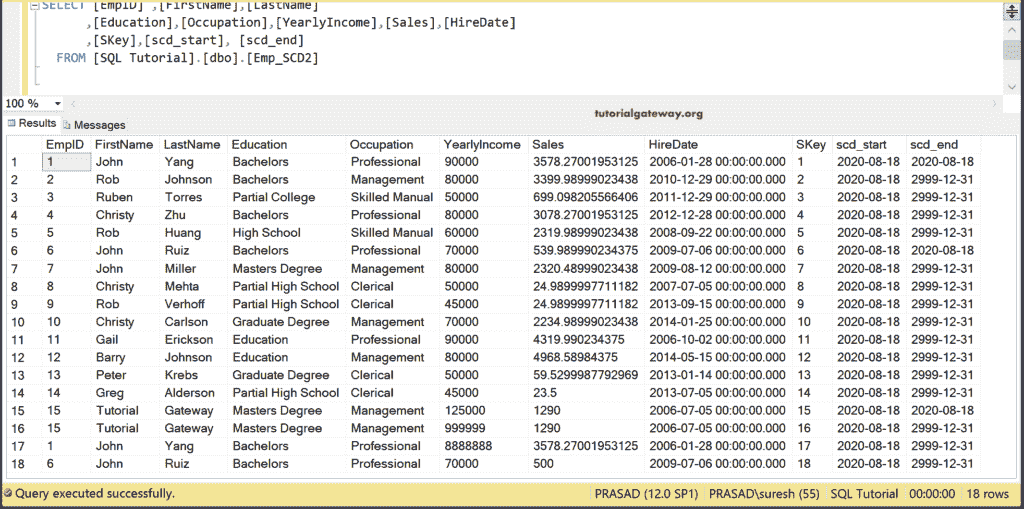 SELECT [EmpID] ,[FirstName],[LastName]
,[Education],[Occupation],[YearlyIncome],[Sales],[HireDate]
,[SKey],[scd_start], [scd_end]
FROM [SQL Tutorial].[dbo].[Emp_SCD2]
100 %
tutorialgateway.org
Results Messages
EmpID FirstName LastName Education Occupation YearlyIncome Sales HireDate SKey scd_start scd_end
1 1 John Yang Bachelors Professional 90000 3578.27001953125 2006-01-28 00:00:00.000 1 2020-08-18 2020-08-18
2 2 Rob Johnson Bachelors Management 80000 3399.98999023438 2010-12-29 00:00:00.000 2 2020-08-18 2999-12-31
3 3 Ruben Torres Partial College Skilled Manual 50000 699.098205566406 2011-12-29 00:00:00.000 3 2020-08-18 2999-12-31
4 4 Christy Zhu Bachelors Professional 80000 3078.27001953125 2012-12-28 00:00:00.000 4 2020-08-18 2999-12-31
5 5 Rob Huang High School Skilled Manual 60000 2319.98999023438 2008-09-22 00:00:00.000 5 2020-08-18 2999-12-31
6 6 John Ruiz Bachelors Professional 70000 539.989990234375 2009-07-06 00:00:00.000 6 2020-08-18 2020-08-18
7 7 John Miller Masters Degree Management 80000 2320.48999023438 2009-08-12 00:00:00.000 7 2020-08-18 2999-12-31
8 8 Christy Mehta Partial High School Clerical 50000 24.9899997711182 2007-07-05 00:00:00.000 8 2020-08-18 2999-12-31
9 9 Rob Verhoff Partial High School Clerical 45000 24.9899997711182 2013-09-15 00:00:00.000 9 2020-08-18 2999-12-31
10 10 Christy Carlson Graduate Degree Management 70000 2234.98999023438 2014-01-25 00:00:00.000 10 2020-08-18 2999-12-31
11 11 Gail Erickson Education Professional 90000 4319.990234375 2006-10-02 00:00:00.000 11 2020-08-18 2999-12-31
12 12 Barry Johnson Education Management 80000 4968.58984375 2014-05-15 00:00:00.000 12 2020-08-18 2999-12-31
13 13 Peter Krebs Graduate Degree Clerical 50000 59.5299987792969 2013-01-14 00:00:00.000 13 2020-08-18 2999-12-31
14 14 Greg Alderson Partial High School Clerical 45000 23.5 2013-07-05 00:00:00.000 14 2020-08-18 2999-12-31
15 15 Tutorial Gateway Masters Degree Management 125000 1290 2006-07-05 00:00:00.000 15 2020-08-18 2020-08-18
16 15 Tutorial Gateway Masters Degree Management 999999 1290 2006-07-05 00:00:00.000 16 2020-08-18 2999-12-31
17 1 John Yang Bachelors Professional 8888888 3578.27001953125 2006-01-28 00:00:00.000 17 2020-08-18 2999-12-31
18 6 John Ruiz Bachelors Professional 70000 500 2009-07-06 00:00:00.000 18 2020-08-18 2999-12-31
Query executed successfully. PRASAD (12.0 SP1) PRASAD\suresh (55) SQL Tutorial 00:00:00 18 rows